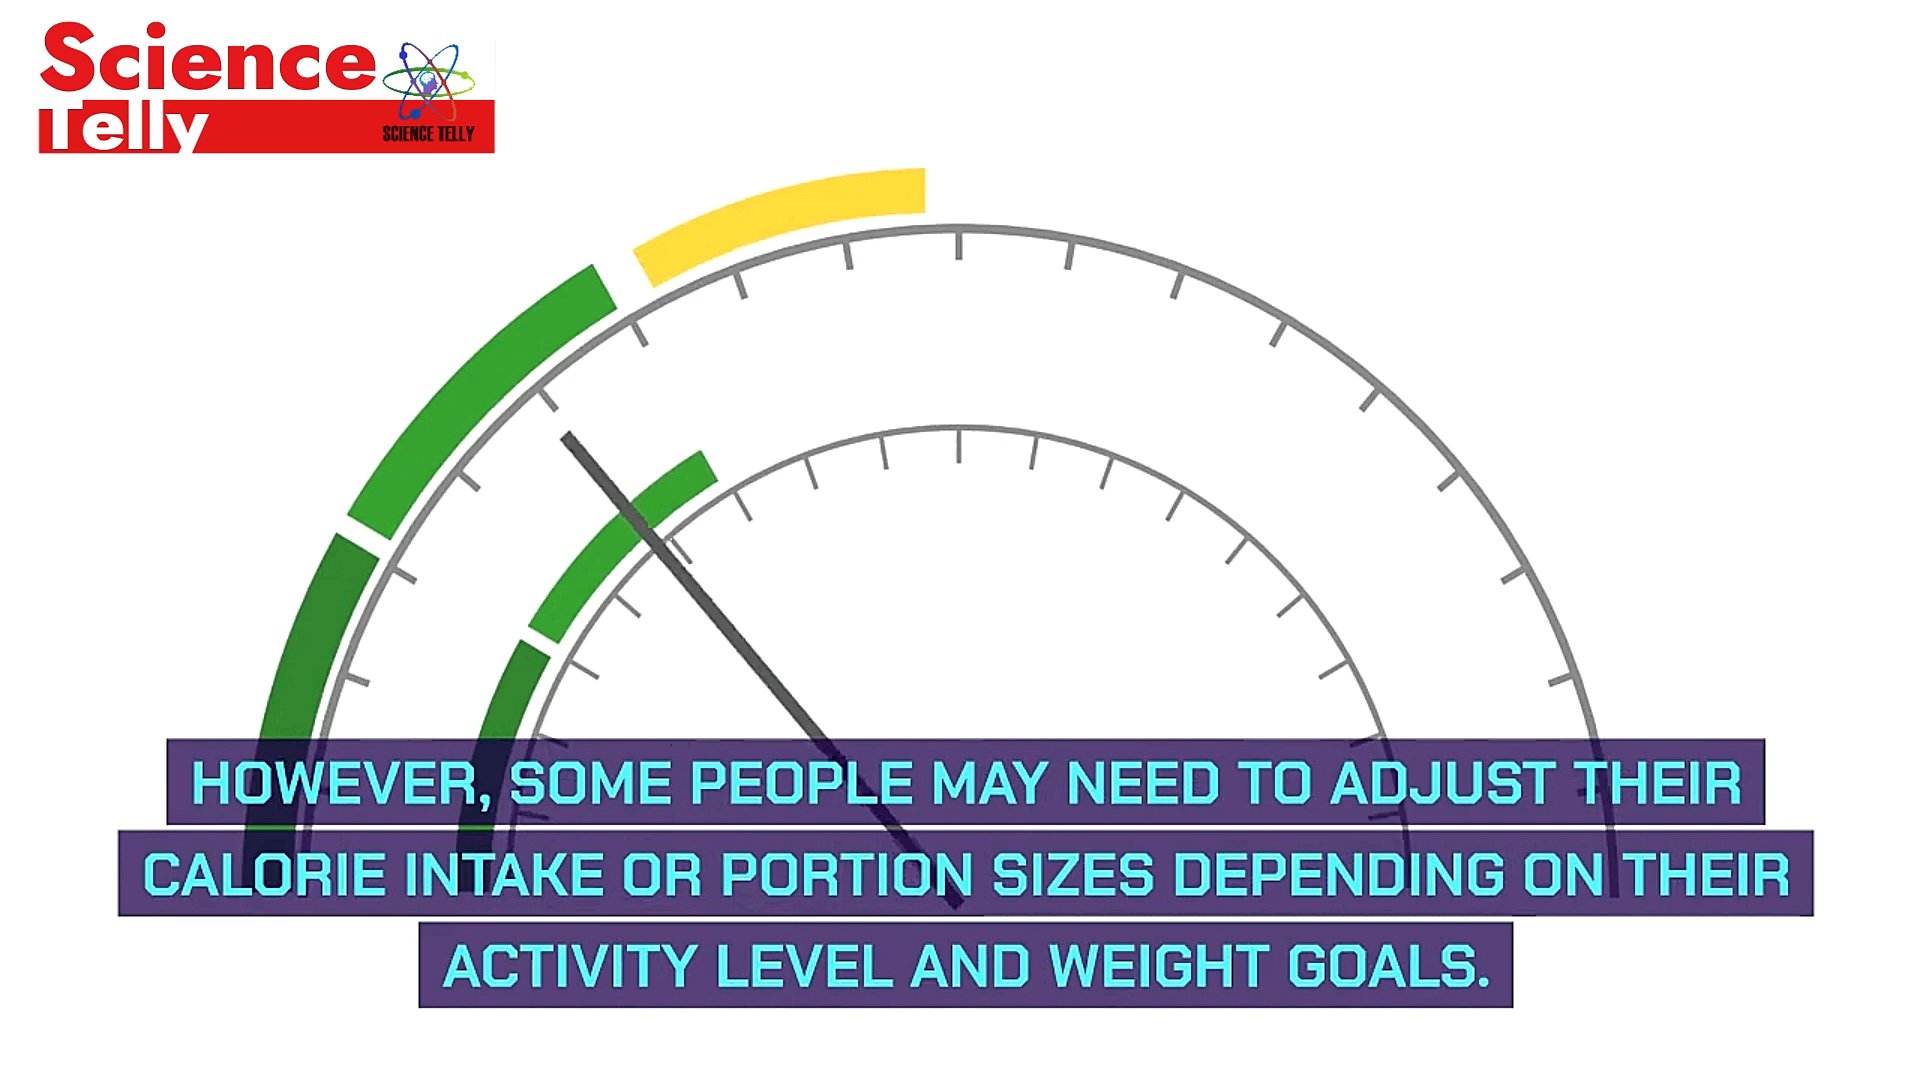 Science
Telly
SCIENCE TELLY
HOWEVER, SOME PEOPLE MAY NEED TO ADJUST THEIR
CALORIE INTAKE OR PORTION SIZES DEPENDING ON THEIR
ACTIVITY LEVEL AND WEIGHT GOALS.